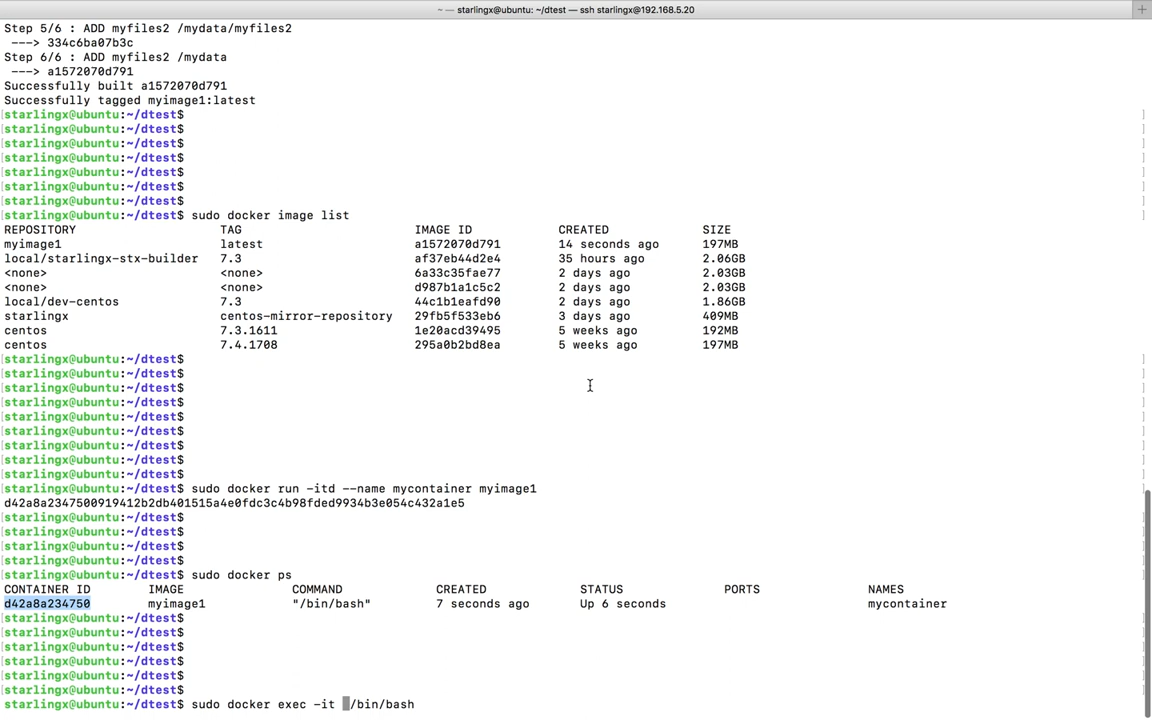 ~ — starlingx@ubuntu: ~/dtest — ssh starlingx@192.168.5.20
Step 5/6 : ADD myfiles2 /mydata/myfiles2
 ---> 334c6ba07b3c
Step 6/6 : ADD myfiles2 /mydata
 ---> a1572070d791
Successfully built a1572070d791
Successfully tagged myimage1:latest
[starlingx@ubuntu:~/dtest$ ]
[starlingx@ubuntu:~/dtest$ ]
[starlingx@ubuntu:~/dtest$ ]
[starlingx@ubuntu:~/dtest$ ]
[starlingx@ubuntu:~/dtest$ ]
[starlingx@ubuntu:~/dtest$ ]
[starlingx@ubuntu:~/dtest$ ]
[starlingx@ubuntu:~/dtest$ sudo docker image list ]
REPOSITORY TAG IMAGE ID CREATED SIZE
myimage1 latest a1572070d791 14 seconds ago 197MB
local/starlingx-stx-builder 7.3 af37eb44d2e4 35 hours ago 2.06GB
<none> <none> 6a33c35fae77 2 days ago 2.03GB
<none> <none> d987b1a1c5c2 2 days ago 2.03GB
local/dev-centos 7.3 44c1b1eafd90 2 days ago 1.86GB
starlingx centos-mirror-repository 29fb5f533eb6 3 days ago 409MB
centos 7.3.1611 1e20acd39495 5 weeks ago 192MB
centos 7.4.1708 295a0b2bd8ea 5 weeks ago 197MB
[starlingx@ubuntu:~/dtest$ ]
[starlingx@ubuntu:~/dtest$ ]
[starlingx@ubuntu:~/dtest$ ]
[starlingx@ubuntu:~/dtest$ ]
[starlingx@ubuntu:~/dtest$ ]
[starlingx@ubuntu:~/dtest$ ]
[starlingx@ubuntu:~/dtest$ ]
[starlingx@ubuntu:~/dtest$ ]
[starlingx@ubuntu:~/dtest$ ]
[starlingx@ubuntu:~/dtest$ sudo docker run -itd --name mycontainer myimage1 ]
d42a8a2347500919412b2db401515a4e0fdc3c4b98fded9934b3e054c432a1e5
[starlingx@ubuntu:~/dtest$ ]
[starlingx@ubuntu:~/dtest$ ]
[starlingx@ubuntu:~/dtest$ ]
[starlingx@ubuntu:~/dtest$ ]
[starlingx@ubuntu:~/dtest$ sudo docker ps ]
CONTAINER ID IMAGE COMMAND CREATED STATUS PORTS NAMES
d42a8a234750 myimage1 "/bin/bash" 7 seconds ago Up 6 seconds mycontainer
[starlingx@ubuntu:~/dtest$ ]
[starlingx@ubuntu:~/dtest$ ]
[starlingx@ubuntu:~/dtest$ ]
[starlingx@ubuntu:~/dtest$ ]
[starlingx@ubuntu:~/dtest$ ]
[starlingx@ubuntu:~/dtest$ ]
starlingx@ubuntu:~/dtest$ sudo docker exec -it /bin/bash